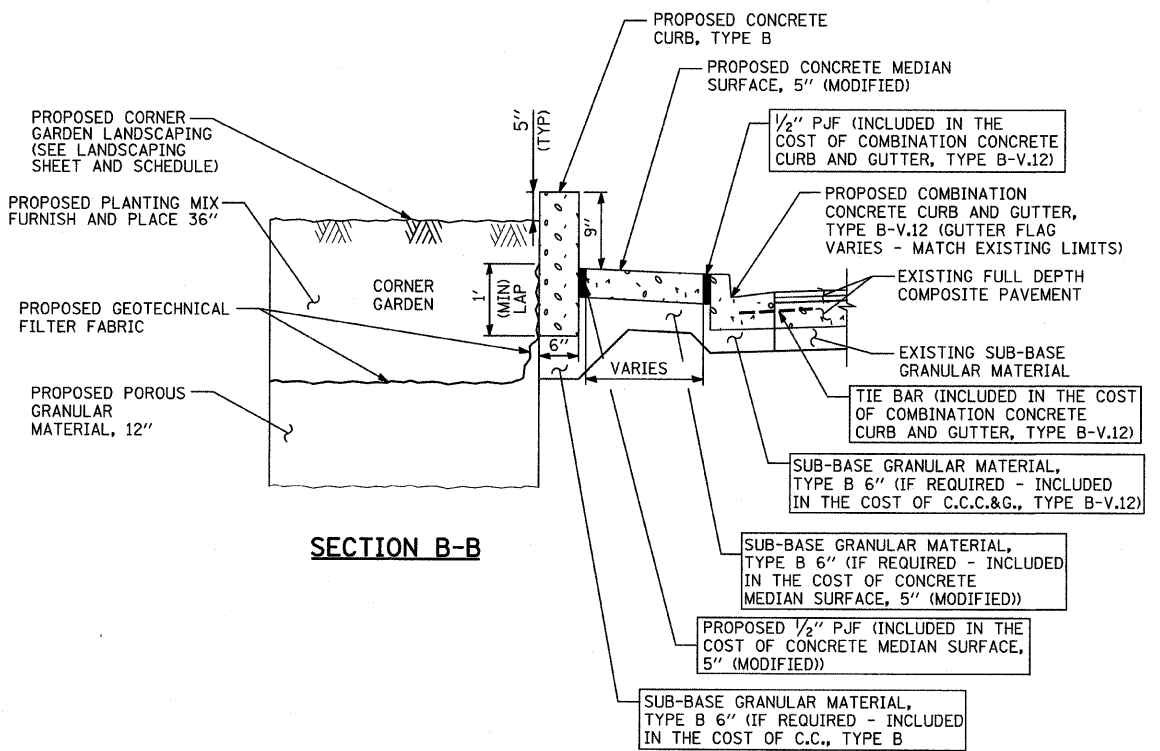 PROPOSED CONCRETE
CURB, TYPE B
PROPOSED CONCRETE MEDIAN
SURFACE, 5" (MODIFIED)
PROPOSED CORNER
GARDEN LANDSCAPING
(SEE LANDSCAPING
SHEET AND SCHEDULE)
5"
(TYP)
1/2" PJF (INCLUDED IN THE
COST OF COMBINATION CONCRETE
CURB AND GUTTER, TYPE B-V.12)
PROPOSED PLANTING MIX
FURNISH AND PLACE 36"
9"
PROPOSED COMBINATION
CONCRETE CURB AND GUTTER,
TYPE B-V.12 (GUTTER FLAG
VARIES - MATCH EXISTING LIMITS)
CORNER
GARDEN
1'
(MIN)
LAP
EXISTING FULL DEPTH
COMPOSITE PAVEMENT
PROPOSED GEOTECHNICAL
FILTER FABRIC
6"
VARIES
EXISTING SUB-BASE
GRANULAR MATERIAL
PROPOSED POROUS
GRANULAR
MATERIAL, 12"
TIE BAR (INCLUDED IN THE COST
OF COMBINATION CONCRETE
CURB AND GUTTER, TYPE B-V.12)
SUB-BASE GRANULAR MATERIAL,
TYPE B 6" (IF REQUIRED - INCLUDED
IN THE COST OF C.C.C.&G., TYPE B-V.12)
SECTION B-B
SUB-BASE GRANULAR MATERIAL,
TYPE B 6" (IF REQUIRED - INCLUDED
IN THE COST OF CONCRETE
MEDIAN SURFACE, 5" (MODIFIED))
PROPOSED 1/2" PJF (INCLUDED IN THE
COST OF CONCRETE MEDIAN SURFACE,
5" (MODIFIED))
SUB-BASE GRANULAR MATERIAL,
TYPE B 6" (IF REQUIRED - INCLUDED
IN THE COST OF C.C., TYPE B